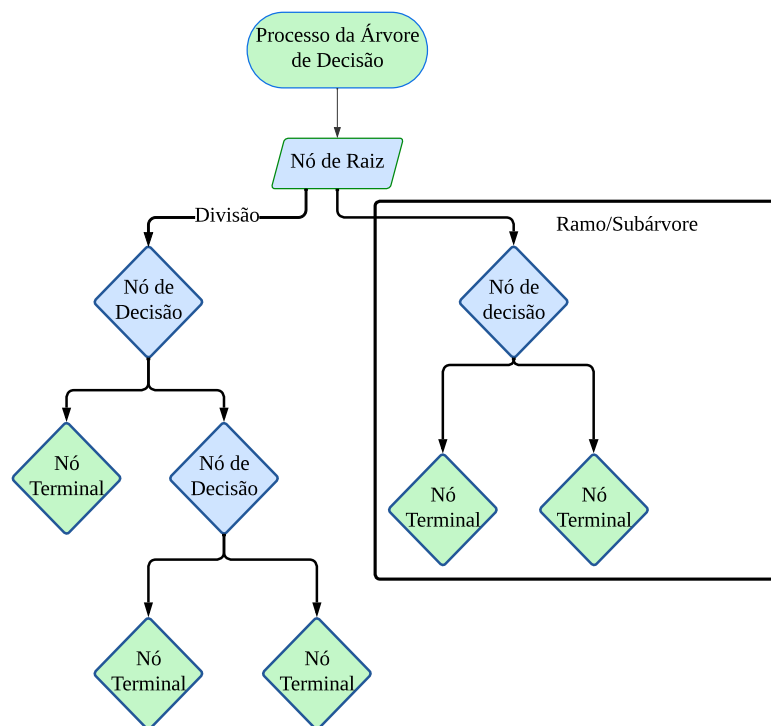 Processo da Árvore
de Decisão
Nó de Raiz
Divisão
Ramo/Subárvore
Nó de
Decisão
Nó de
decisão
Nó
Terminal
Nó de
Decisão
Nó
Terminal
Nó
Terminal
Nó
Terminal
Nó
Terminal